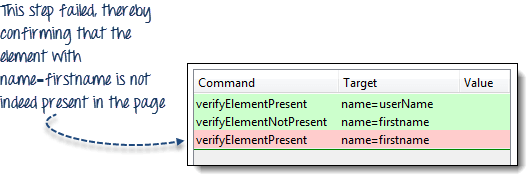 This step failed, thereby
confirming that the
element with
name=firstname is not
indeed present in the page
Command Target Value
verifyElementPresent name=userName
verifyElementNotPresent name=firstname
verifyElementPresent name=firstname